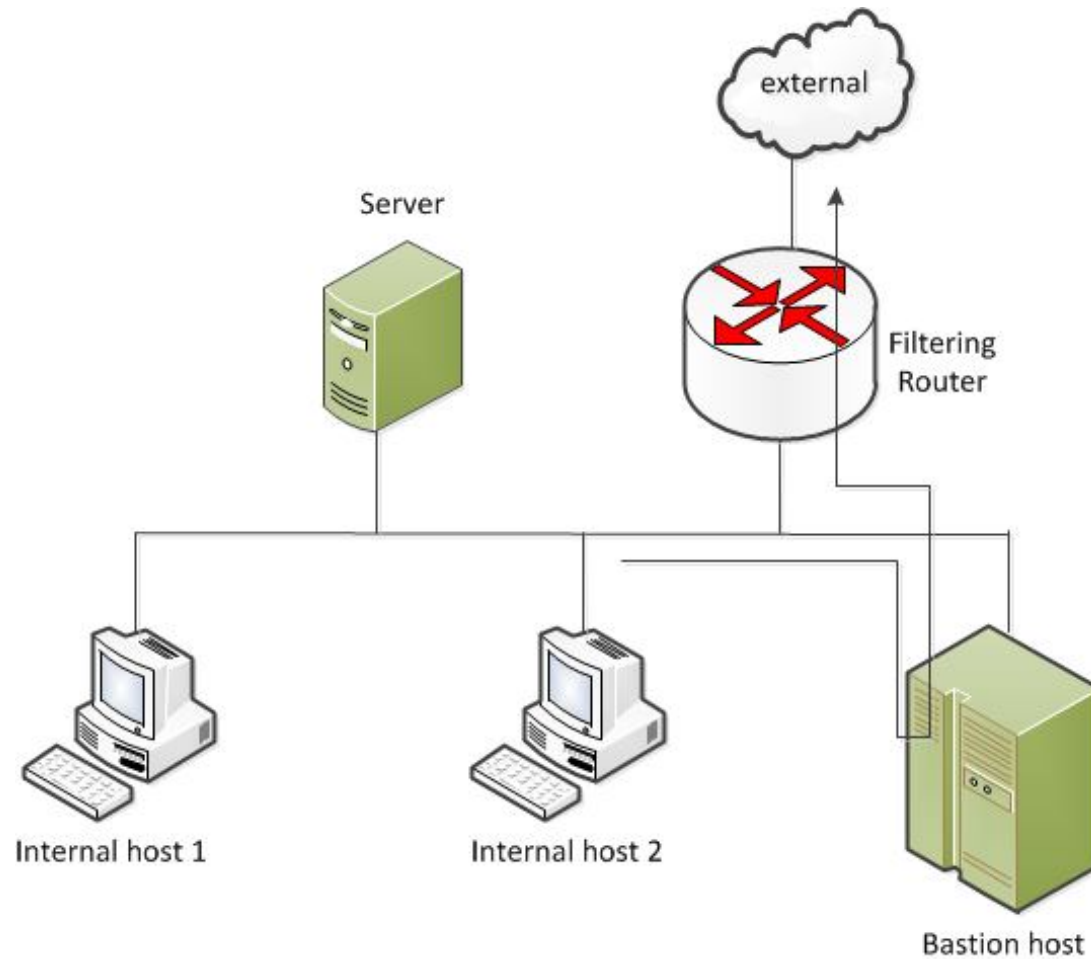 external
Server
Filtering
Router
Internal host 1
Internal host 2
Bastion host